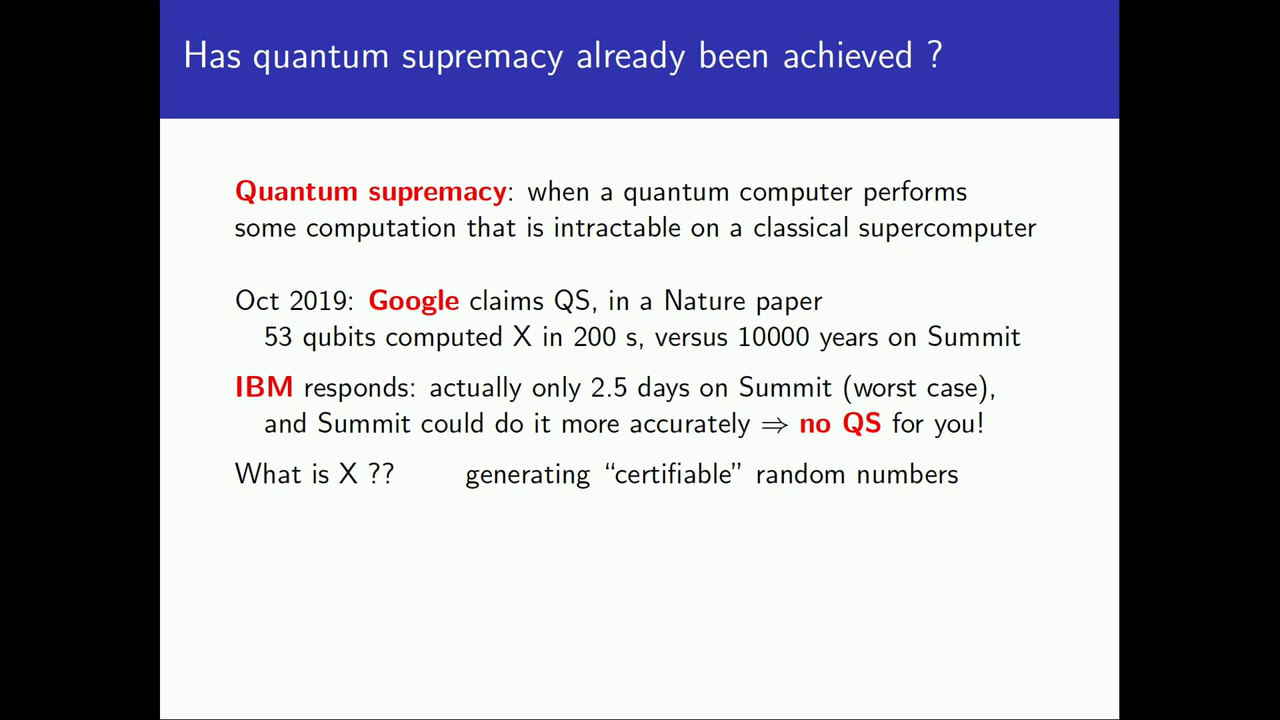 Has quantum supremacy already been achieved ?
Quantum supremacy: when a quantum computer performs
some computation that is intractable on a classical supercomputer
Oct 2019: Google claims QS, in a Nature paper
53 qubits computed X in 200 s, versus 10000 years on Summit
IBM responds: actually only 2.5 days on Summit (worst case),
and Summit could do it more accurately ⇒ no QS for you!
What is X ?? generating “certifiable” random numbers